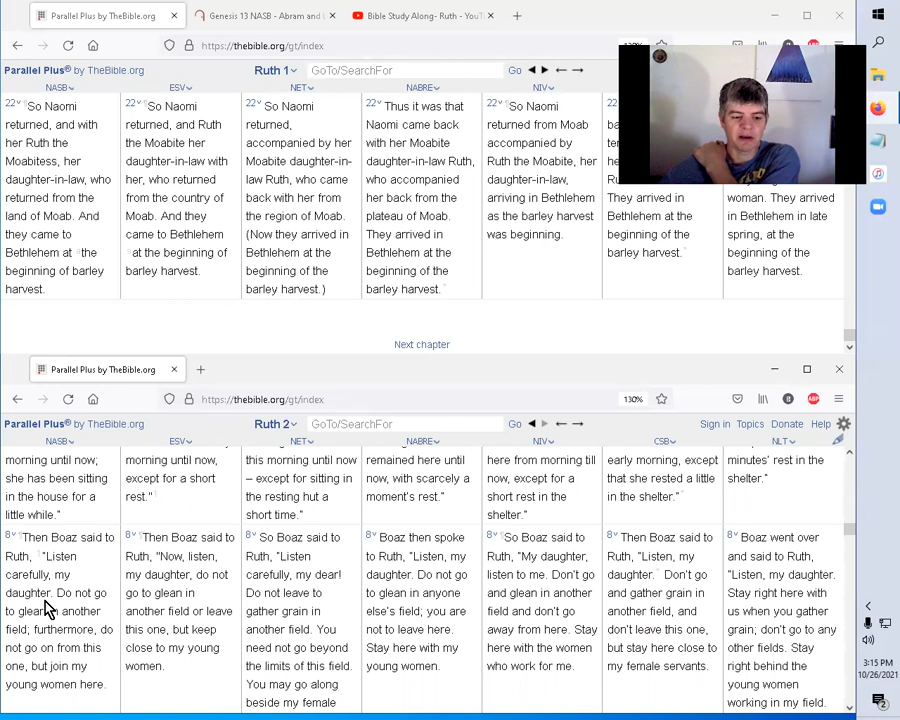 Parallel Plus by TheBible.org
Genesis 13 NASB - Abram and L
Bible Study Along- Ruth - YouT
https://thebible.org/gt/index
130%
Parallel Plus® by TheBible.org
Ruth 1
GoTo/SearchFor
Go
NASB
ESV
NET
NABRE
NIV
22 So Naomi
returned, and with
her Ruth the
Moabitess, her
daughter-in-law, who
returned from the
land of Moab. And
they came to
Bethlehem at the
beginning of barley
harvest.
22 So Naomi
returned, and Ruth
the Moabite her
daughter-in-law with
her, who returned
from the country of
Moab. And they
came to Bethlehem
at the beginning of
barley harvest.
22 So Naomi
returned,
accompanied by her
Moabite daughter-in-
law Ruth, who came
back with her from
the region of Moab.
(Now they arrived in
Bethlehem at the
beginning of the
barley harvest.)
22 Thus it was that
Naomi came back
with her Moabite
daughter-in-law Ruth,
who accompanied
her back from the
plateau of Moab.
They arrived in
Bethlehem at the
beginning of the
barley harvest.
22 So Naomi
returned from Moab
accompanied by
Ruth the Moabite, her
daughter-in-law,
arriving in Bethlehem
as the barley harvest
was beginning.
They arrived in
Bethlehem at the
beginning of the
barley harvest.
woman. They arrived
in Bethlehem in late
spring, at the
beginning of the
barley harvest.
Next chapter
Parallel Plus by TheBible.org
https://thebible.org/gt/index
130%
Parallel Plus® by TheBible.org
Ruth 2
GoTo/SearchFor
Go
Sign in Topics Donate Help
NASB
ESV
NET
NABRE
NIV
CSB
NLT
morning until now;
she has been sitting
in the house for a
little while."
morning until now,
except for a short
rest."
this morning until now
– except for sitting in
the resting hut a
short time."
remained here until
now, with scarcely a
moment's rest."
here from morning till
now, except for a
short rest in the
shelter."
early morning, except
that she rested a little
in the shelter."
minutes' rest in the
shelter."
8 Then Boaz said to
Ruth, "Listen
carefully, my
daughter. Do not go
to glean in another
field; furthermore, do
not go on from this
one, but join my
young women here.
8 Then Boaz said to
Ruth, "Now, listen,
my daughter, do not
go to glean in
another field or leave
this one, but keep
close to my young
women.
8 So Boaz said to
Ruth, "Listen
carefully, my dear!
Do not leave to
gather grain in
another field. You
need not go beyond
the limits of this field.
You may go along
beside my female
8 Boaz then spoke
to Ruth, "Listen, my
daughter. Do not go
to glean in anyone
else's field; you are
not to leave here.
Stay here with my
young women.
8 So Boaz said to
Ruth, "My daughter,
listen to me. Don't go
and glean in another
field and don't go
away from here. Stay
here with the women
who work for me.
8 Then Boaz said to
Ruth, "Listen, my
daughter. Don't go
and gather grain in
another field, and
don't leave this one,
but stay here close to
my female servants.
8 Boaz went over
and said to Ruth,
"Listen, my daughter.
Stay right here with
us when you gather
grain; don't go to any
other fields. Stay
right behind the
young women
working in my field.
3:15 PM
10/26/2021
2